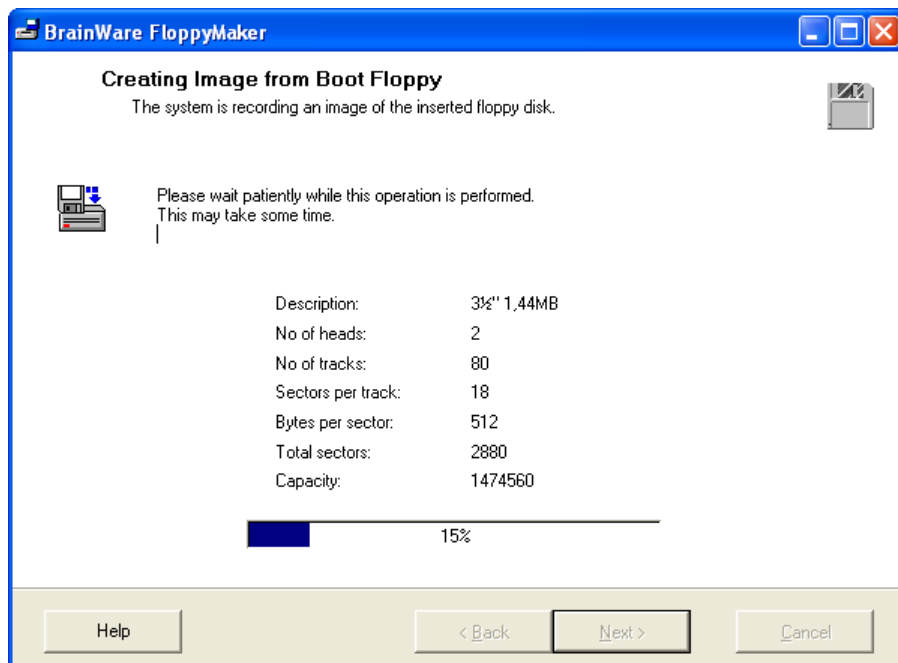 BrainWare FloppyMaker
Creating Image from Boot Floppy
The system is recording an image of the inserted floppy disk.
Please wait patiently while this operation is performed.
This may take some time.
Description: 3½" 1,44MB
No of heads: 2
No of tracks: 80
Sectors per track: 18
Bytes per sector: 512
Total sectors: 2880
Capacity: 1474560
15%
Help < Back Next > Cancel